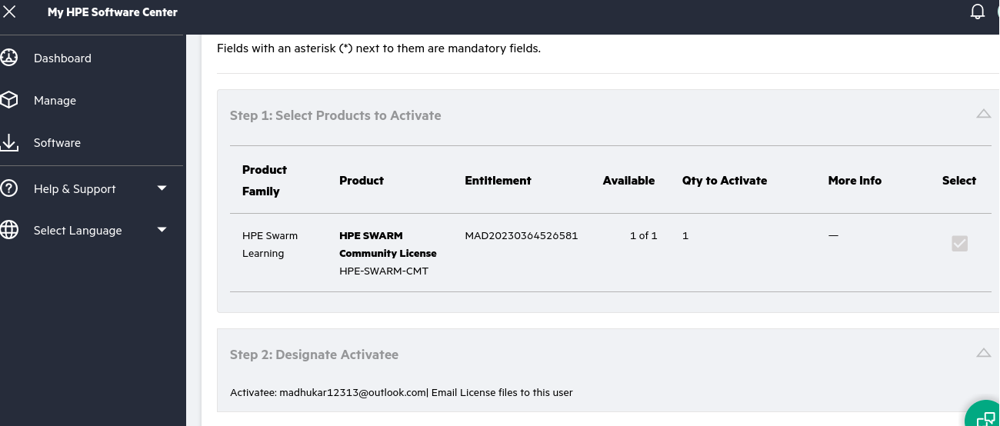 My HPE Software Center
Dashboard
Manage
Software
Help & Support
Select Language
Fields with an asterisk (*) next to them are mandatory fields.
Step 1: Select Products to Activate
Product Family
Product
Entitlement
Available
Qty to Activate
More Info
Select
HPE Swarm
Learning
HPE SWARM
Community License
HPE-SWARM-CMT
MAD20230364526581
1 of 1
1
—
Step 2: Designate Activatee
Activatee: madhukar12313@outlook.com| Email License files to this user